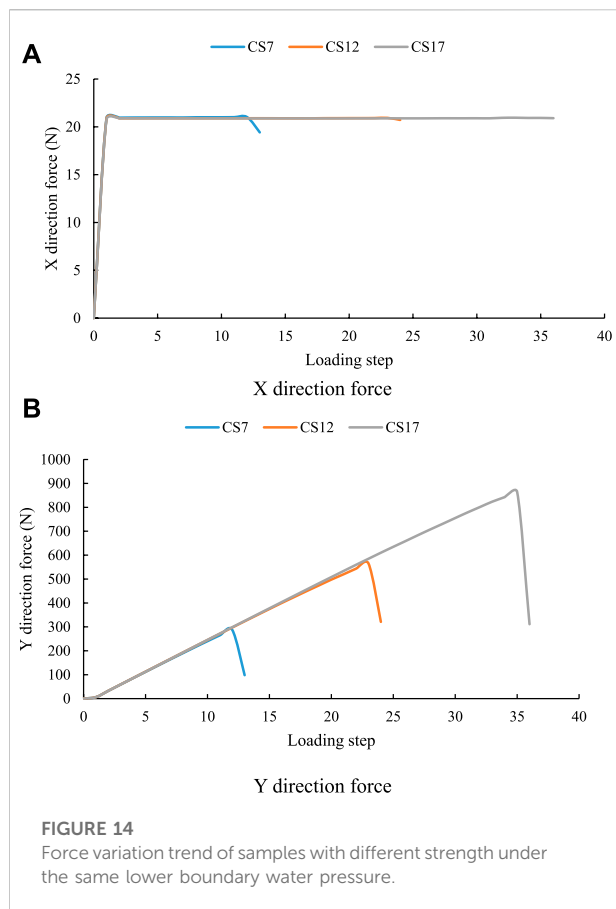 A
CS7 CS12 CS17
25
20
15
10
5
0
X direction force (N)
0 5 10 15 20 25 30 35 40
Loading step
X direction force
B
CS7 CS12 CS17
1000
900
800
700
600
500
400
300
200
100
0
Y direction force (N)
0 5 10 15 20 25 30 35 40
Loading step
Y direction force
FIGURE 14
Force variation trend of samples with different strength under
the same lower boundary water pressure.